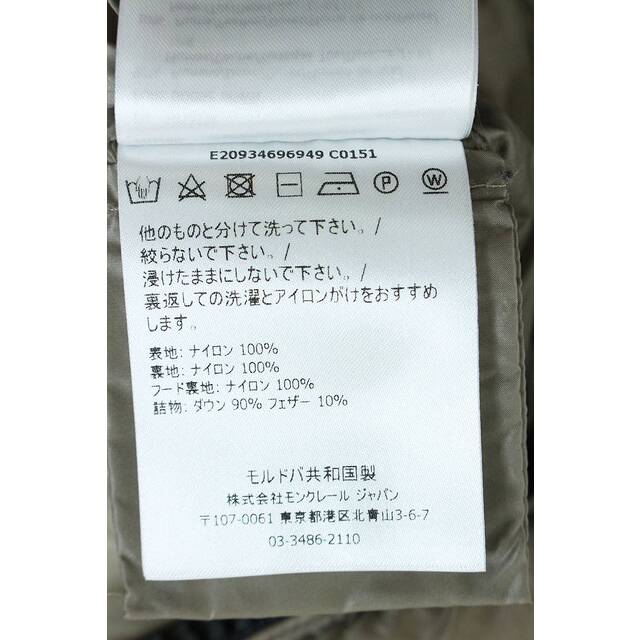 E20934696949 C0151
P
W
他のものと分けて洗って下さい。/
絞らないで下さい。/
浸けたままにしないで下さい。/
裏返しての洗濯とアイロンがけをおすすめ
します。
表地: ナイロン 100%
裏地: ナイロン 100%
フード裏地: ナイロン 100%
詰物: ダウン 90% フェザー 10%
モルドバ共和国製
株式会社モンクレール ジャパン
〒107-0061 東京都港区北青山3-6-7
03-3486-2110